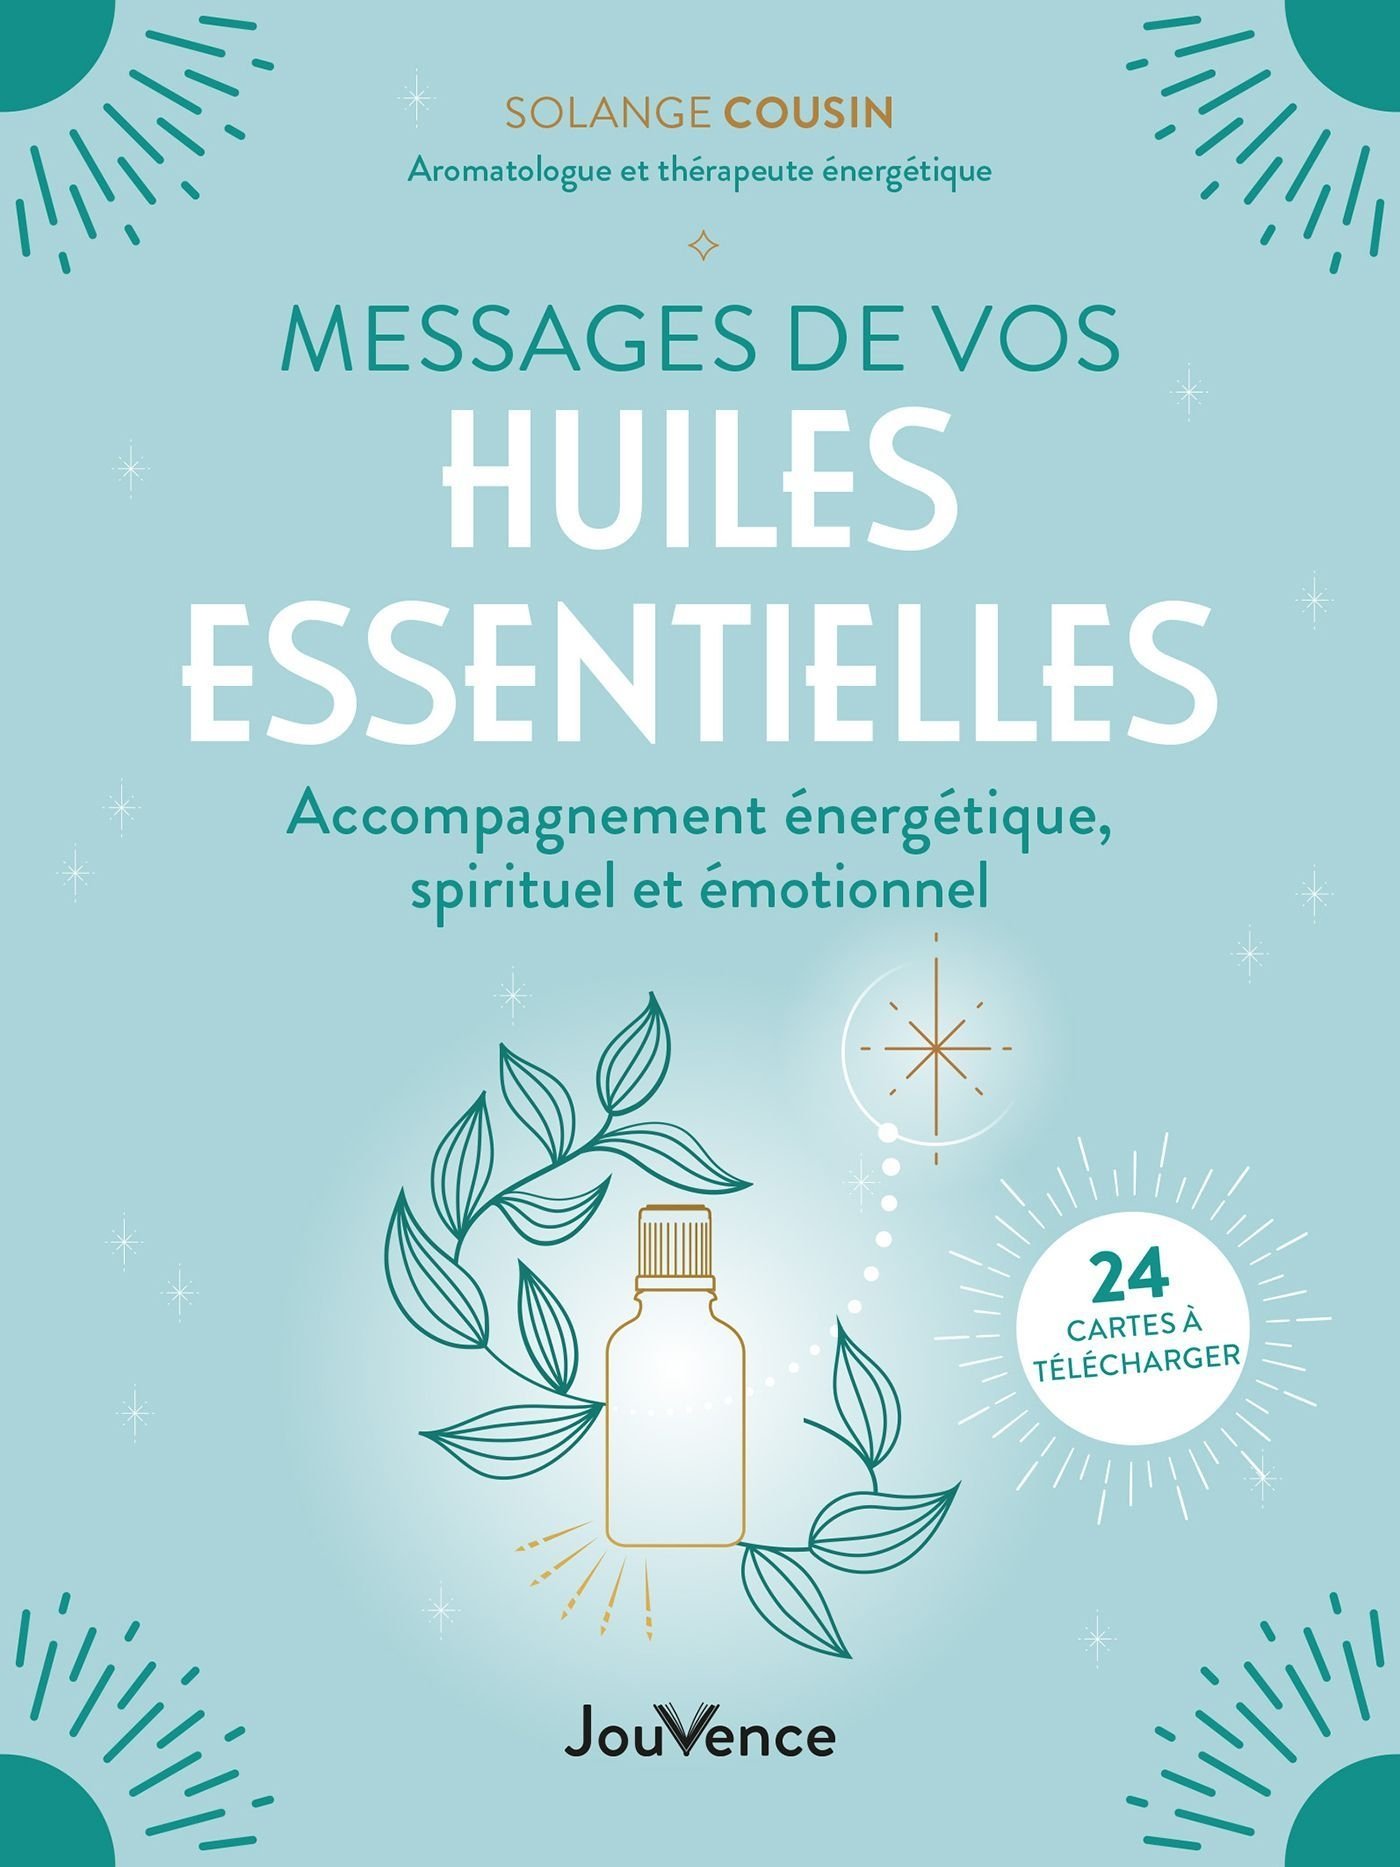 SOLANGE COUSIN
Aromatologue et thérapeute énergétique
MESSAGES DE VOS
HUILES
ESSENTIELLES
Accompagnement énergétique,
spirituel et émotionnel
24
CARTES À
TÉLÉCHARGER
JouVence